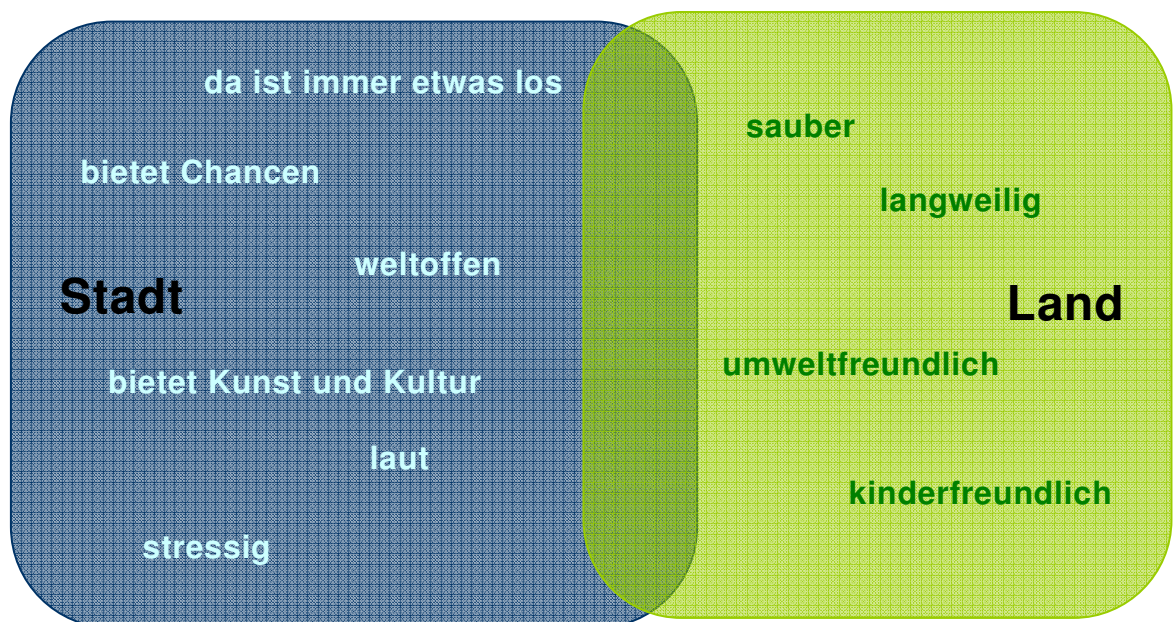 da ist immer etwas los
bietet Chancen
weltoffen
Stadt
bietet Kunst und Kultur
laut
stressig
sauber
langweilig
Land
umweltfreundlich
kinderfreundlich